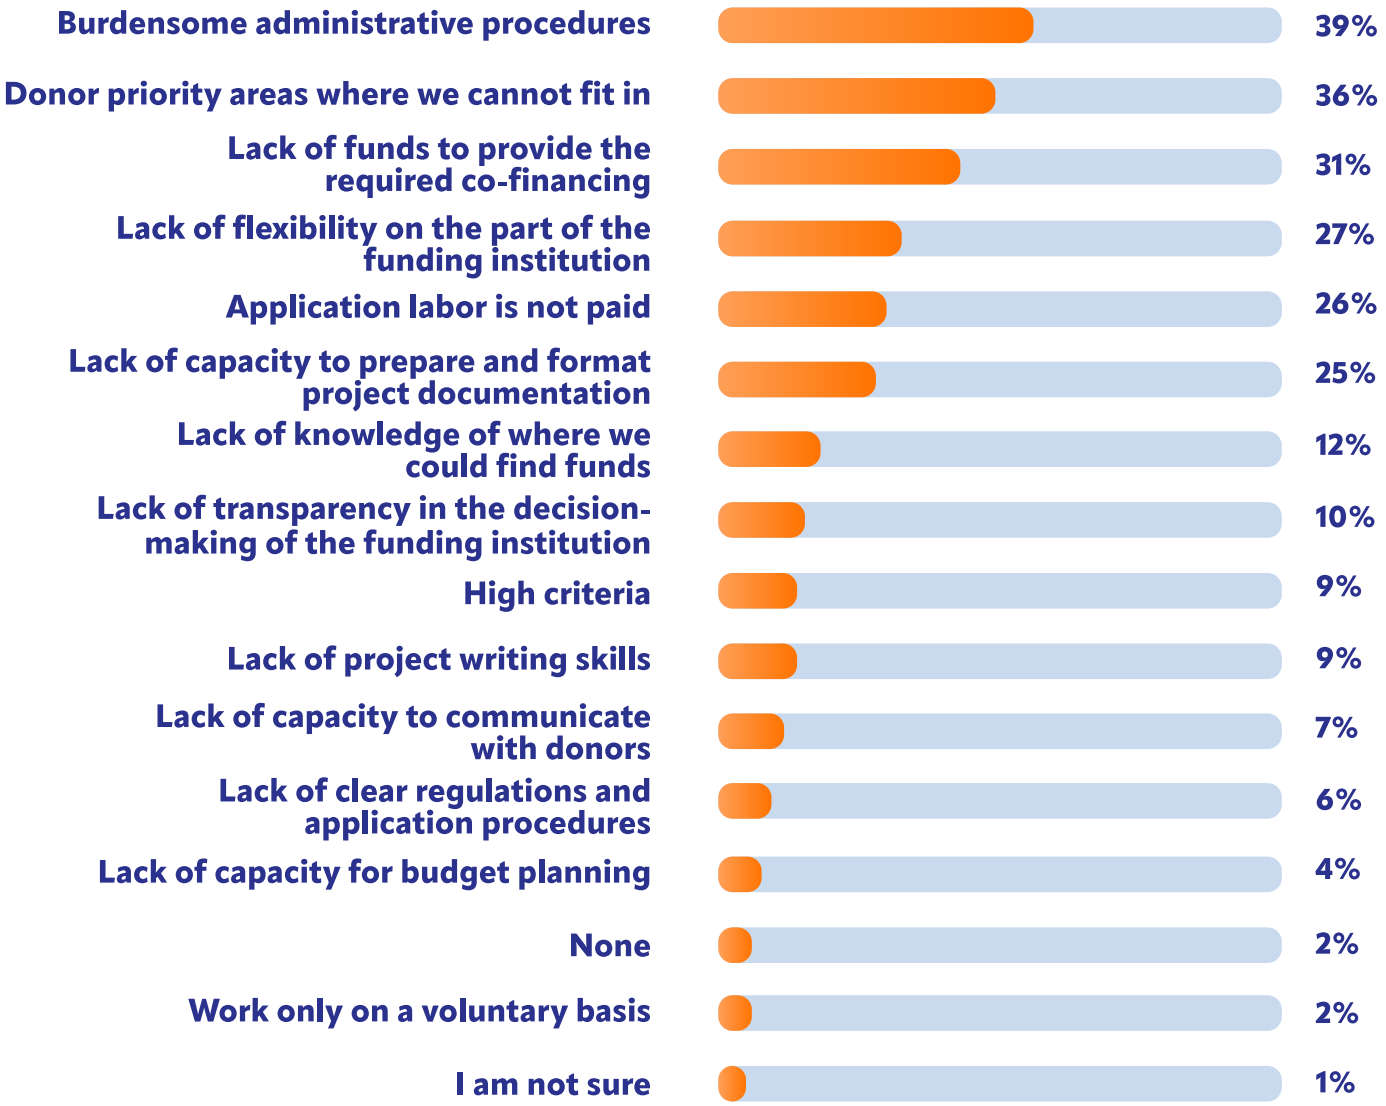 Burdensome administrative procedures 39%
Donor priority areas where we cannot fit in 36%
Lack of funds to provide the
required co-financing 31%
Lack of flexibility on the part of the
funding institution 27%
Application labor is not paid 26%
Lack of capacity to prepare and format
project documentation 25%
Lack of knowledge of where we
could find funds 12%
Lack of transparency in the decision-
making of the funding institution 10%
High criteria 9%
Lack of project writing skills 9%
Lack of capacity to communicate
with donors 7%
Lack of clear regulations and
application procedures 6%
Lack of capacity for budget planning 4%
None 2%
Work only on a voluntary basis 2%
I am not sure 1%